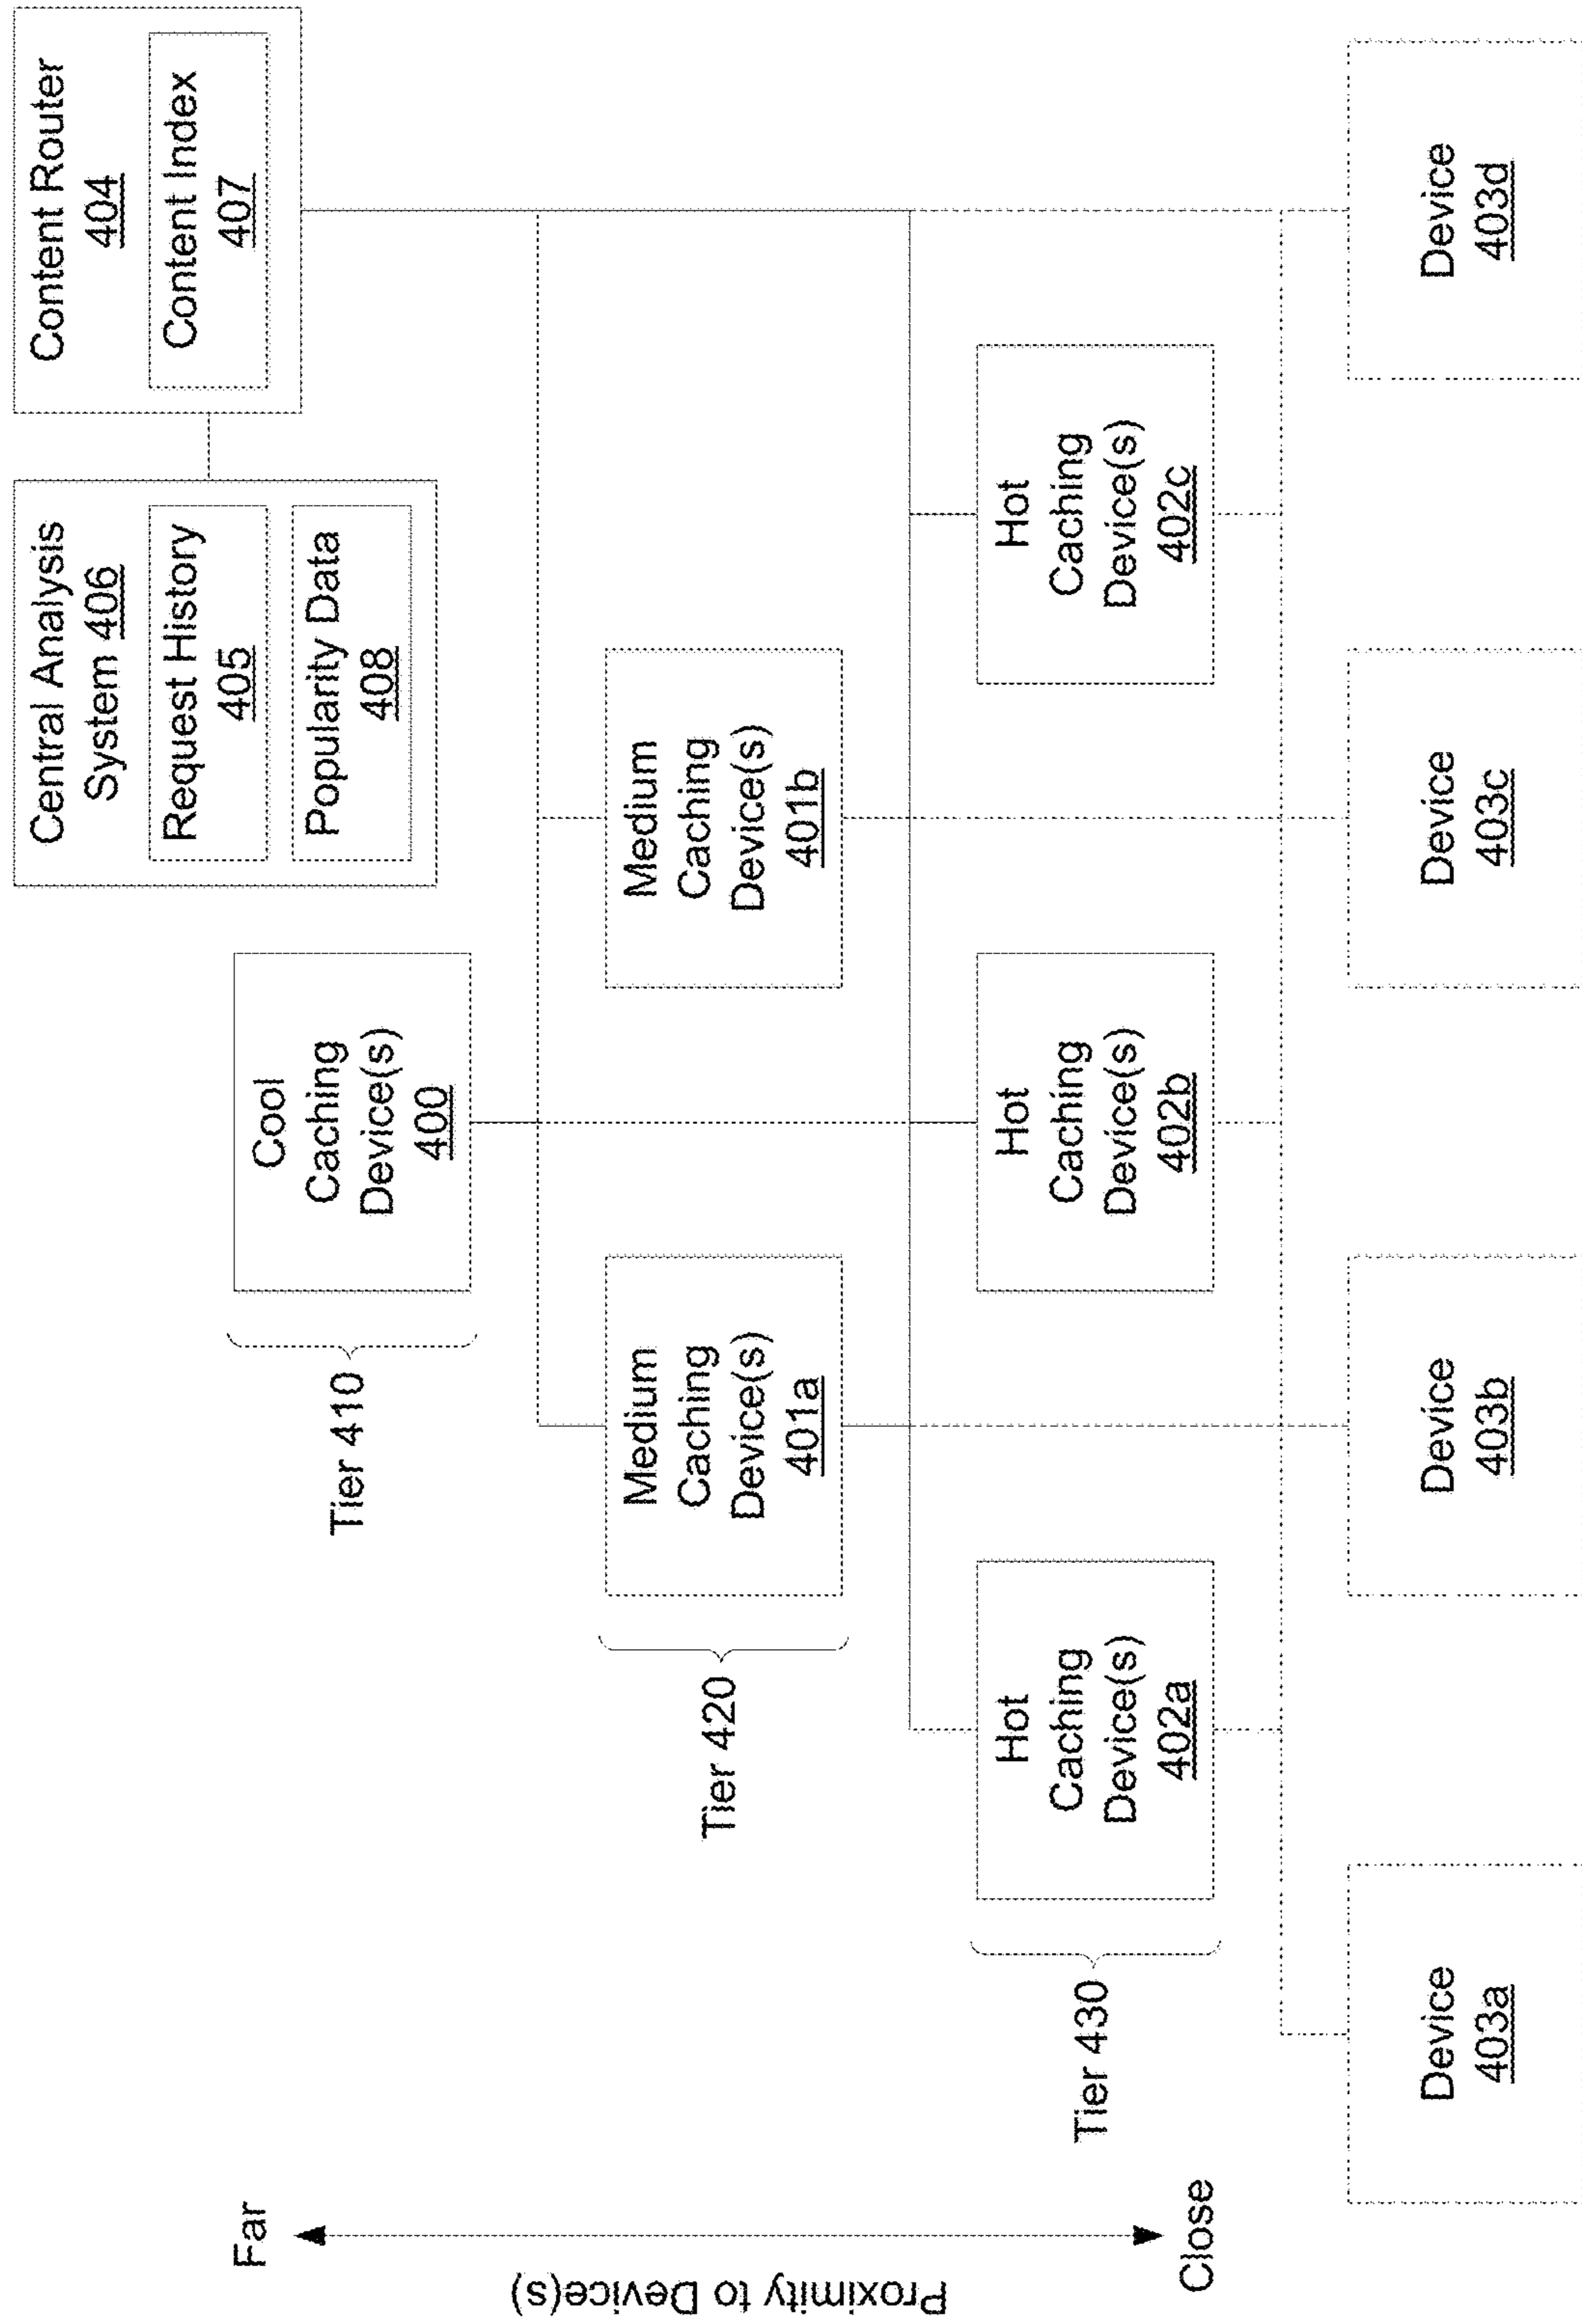 Central Analysis
System 406
Request History
405
Popularity Data
408
Content Router
404
Content Index
407
Far
Proximity to Device(s)
Close
Tier 410
Cool
Caching
Device(s)
400
Tier 420
Medium
Caching
Device(s)
401a
Medium
Caching
Device(s)
401b
Tier 430
Hot
Caching
Device(s)
402a
Hot
Caching
Device(s)
402b
Hot
Caching
Device(s)
402c
Device
403a
Device
403b
Device
403c
Device
403d